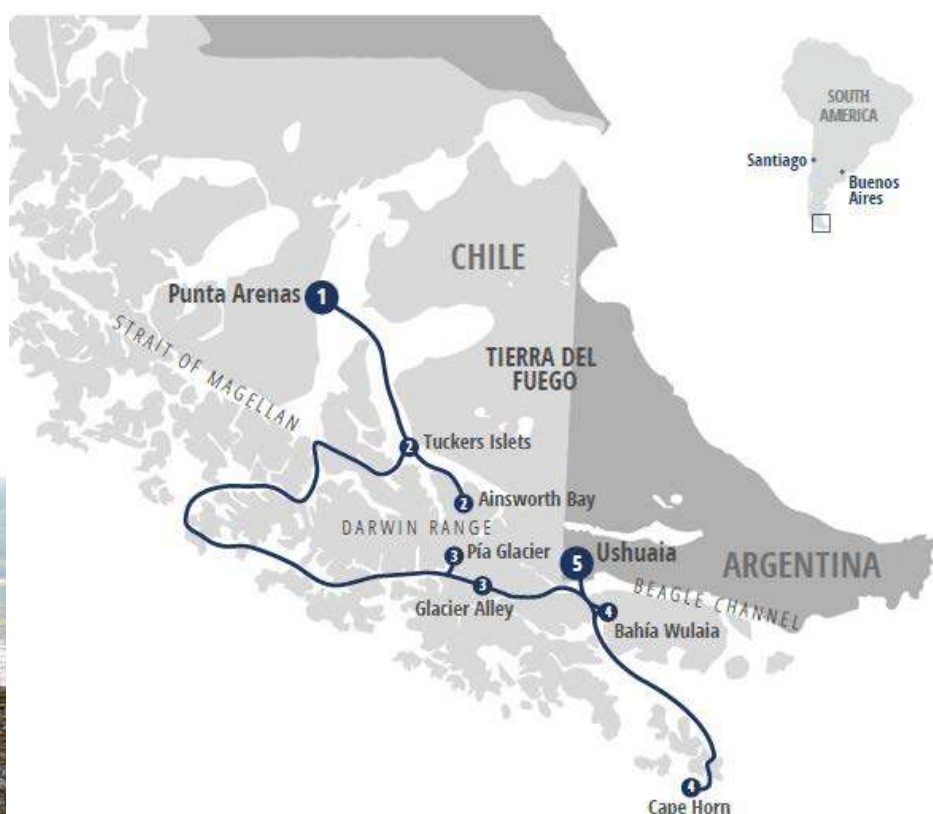 SOUTH
AMERICA
Santiago
Buenos
Aires
CHILE
Punta Arenas
1
STRAIT OF MAGELLAN
TIERRA DEL
FUEGO
2
Tuckers Islets
2
Ainsworth Bay
DARWIN RANGE
3
Pía Glacier
5
Ushuaia
ARGENTINA
3
Glacier Alley
BEAGLE CHANNEL
4
Bahía Wulaia
4
Cape Horn